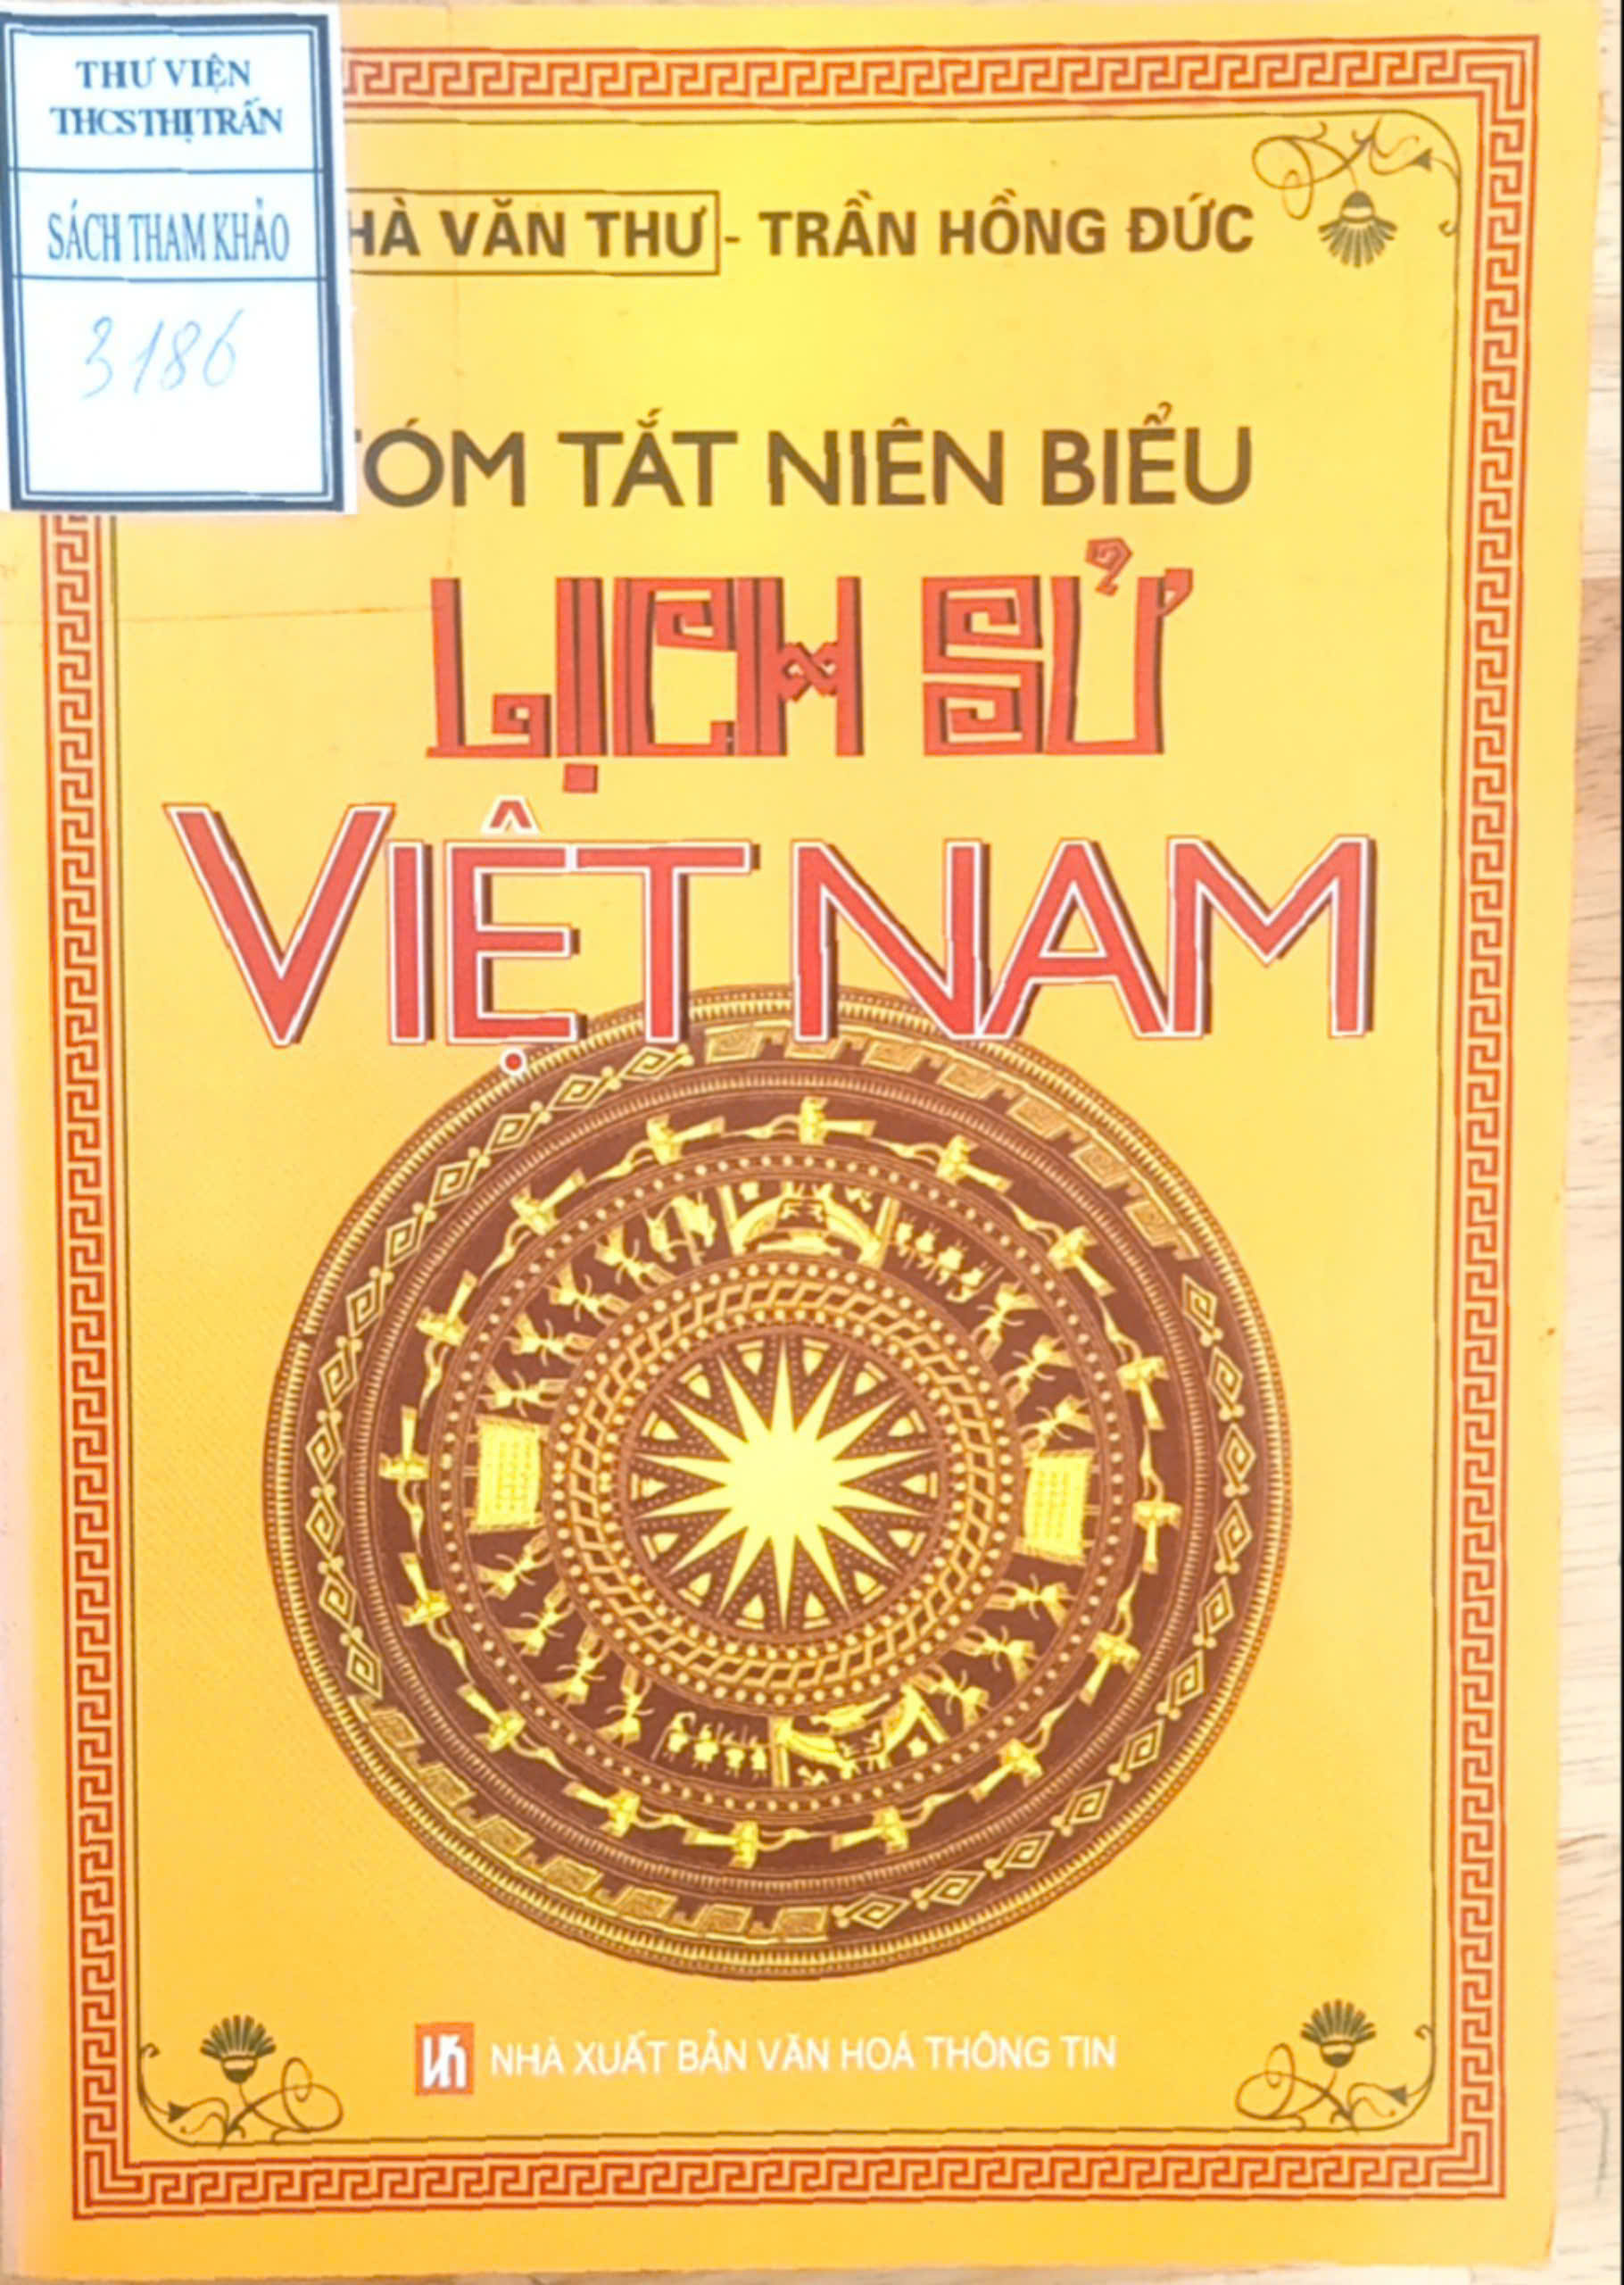 THƯ VIỆN
THCS THỊ TRẤN
SÁCH THAM KHẢO
3186
HÀ VĂN THƯ - TRẦN HỒNG ĐỨC
TÓM TẮT NIÊN BIỂU
LỊCH SỬ
VIỆT NAM
NHÀ XUẤT BẢN VĂN HOÁ THÔNG TIN